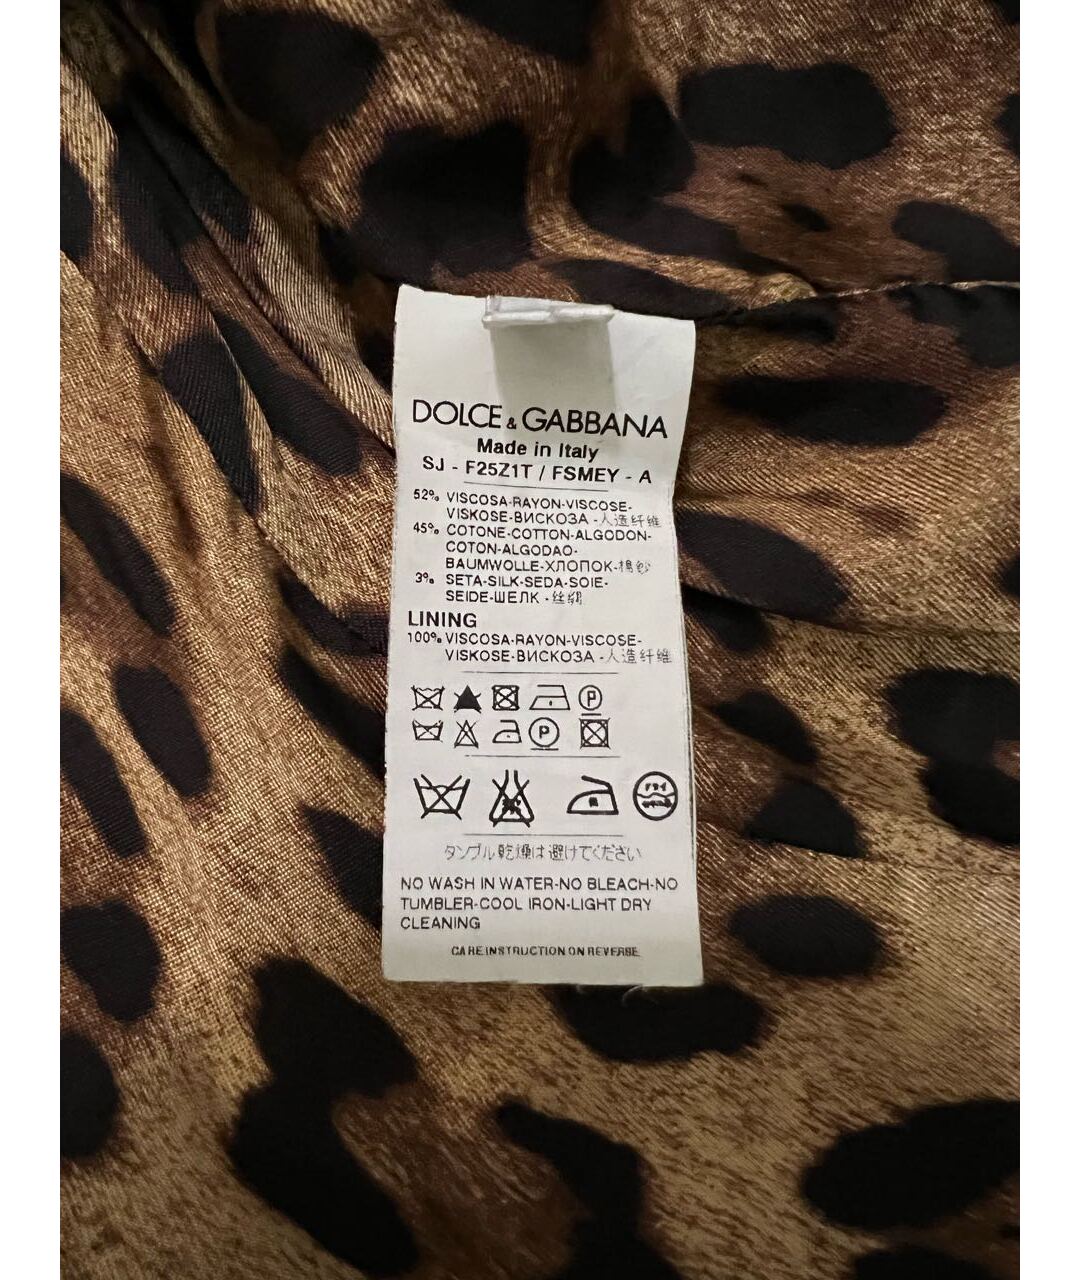 DOLCE & GABBANA
Made in Italy
SJ - F25Z1T / FSMEY - A
52% VISCOSA-RAYON-VISCOSE-
VISKOSE-ВИСКОЗА -人造纤维
45% COTONE-COTTON-ALGODON-
COTON-ALGODAO-
BAUMWOLLE-ХЛОПОК-棉纱
3% SETA-SILK-SEDA-SOIE-
SEIDE-ШЕЛК -丝绸
LINING
100% VISCOSA-RAYON-VISCOSE-
VISKOSE-ВИСКОЗА -人造纤维
P
P
ドライ
タンブル乾燥は避けてください
NO WASH IN WATER-NO BLEACH-NO
TUMBLER-COOL IRON-LIGHT DRY
CLEANING
CARE INSTRUCTION ON REVERSE